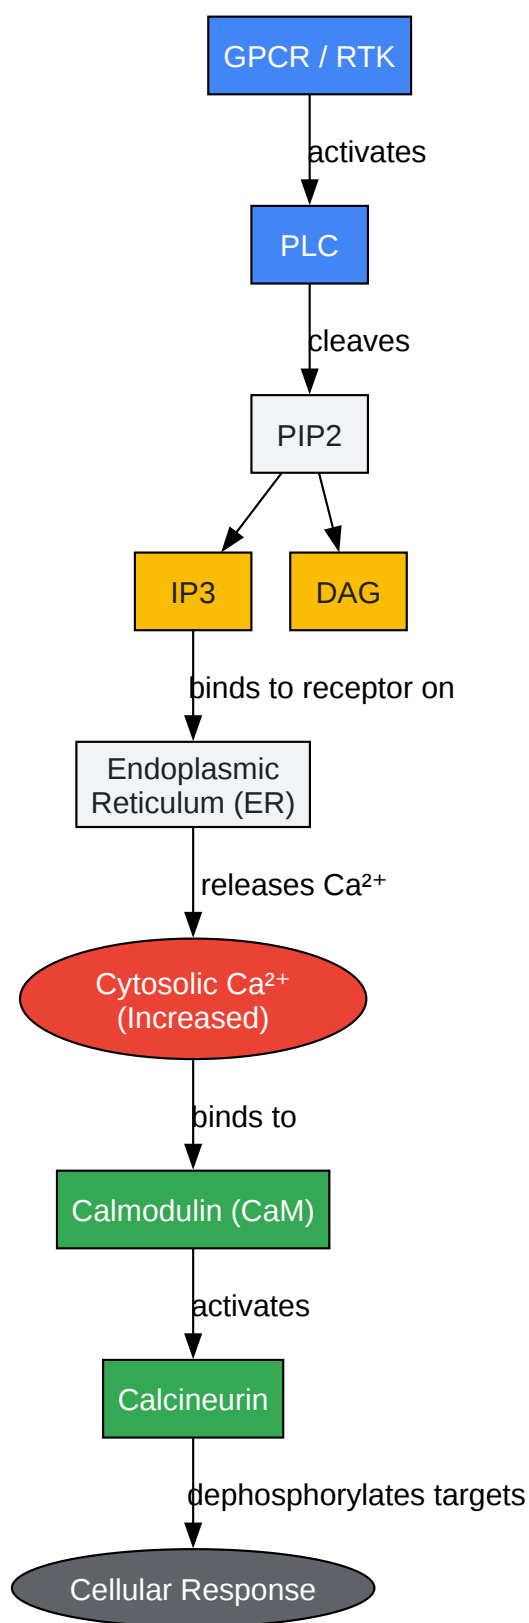 GPCR / RTK
activates
PLC
cleaves
PIP2
IP3
DAG
binds to receptor on
Endoplasmic
Reticulum (ER)
releases Ca²⁺
Cytosolic Ca²⁺
(Increased)
binds to
Calmodulin (CaM)
activates
Calcineurin
dephosphorylates targets
Cellular Response